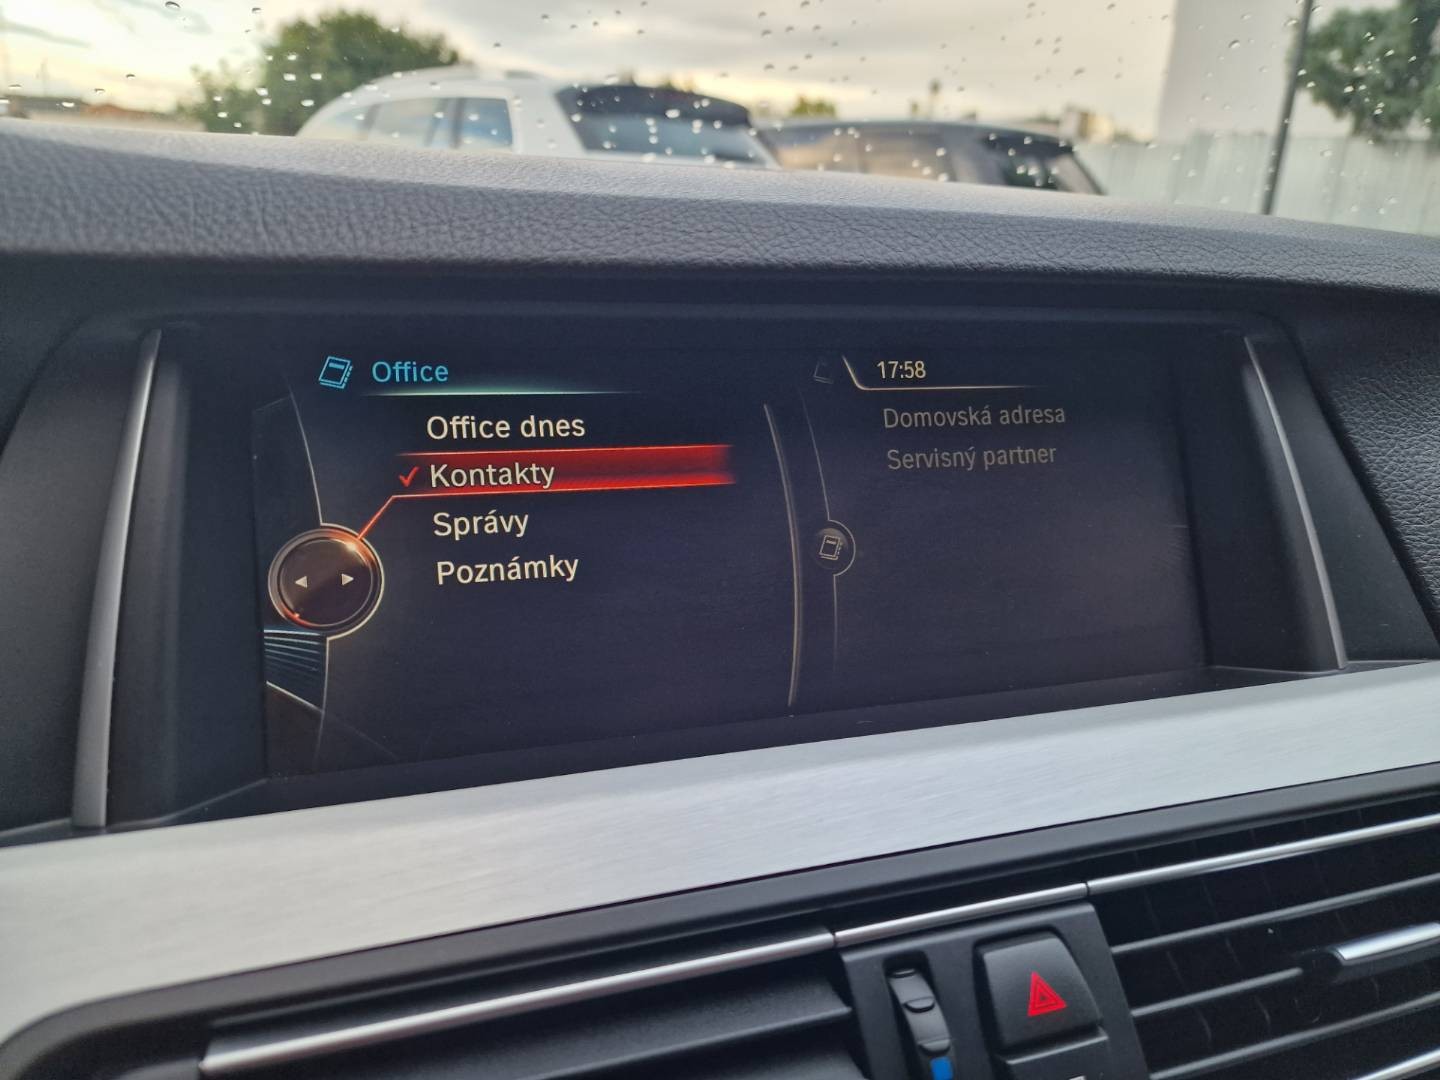 Office
Office dnes
Kontakty
Správy
Poznámky
17:58
Domovská adresa
Servisný partner